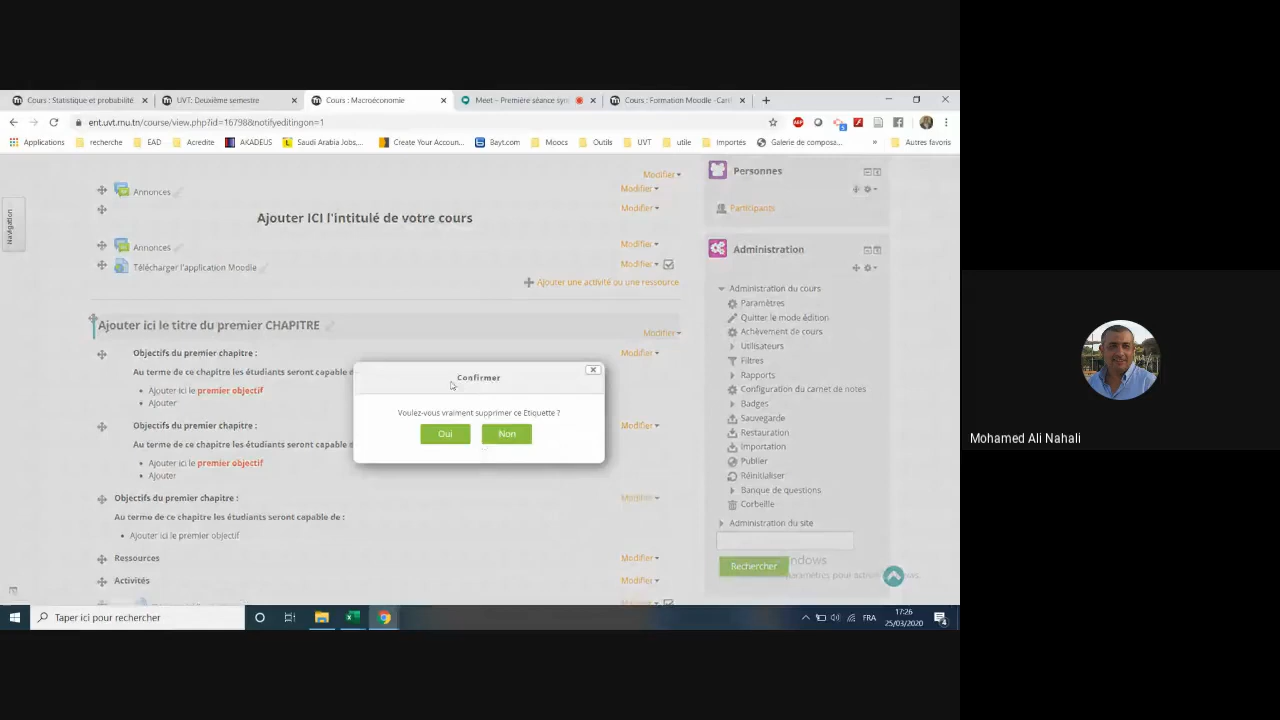 Cours : Statistique et probabilité
UVT: Deuxième semestre
Cours : Macroéconomie
Meet – Première séance syn
Cours : Formation Moodle -Cart
ent.uvt.rnu.tn/course/view.php?id=16798&notifyediting­on=1
Applications
recherche
EAD
Acredite
AKADEUS
Saudi Arabia Jobs,...
Create Your Accoun...
Bayt.com
Moocs
Outils
UVT
utile
Importés
Galerie de composa...
»
Autres favoris
Navigation
Modifier
Annonces
Modifier
Ajouter ICI l'intitulé de votre cours
Modifier
Annonces
Modifier
Télécharger l'application Moodle
Modifier
Ajouter une activité ou une ressource
Ajouter ici le titre du premier CHAPITRE
Modifier
Objectifs du premier chapitre :
Modifier
Au terme de ce chapitre les étudiants seront capable d
Ajouter ici le premier objectif
Ajouter
Objectifs du premier chapitre :
Modifier
Au terme de ce chapitre les étudiants seront capable d
Ajouter ici le premier objectif
Ajouter
Objectifs du premier chapitre :
Modifier
Au terme de ce chapitre les étudiants seront capable de :
Ajouter ici le premier objectif
Ressources
Modifier
Activités
Modifier
Confirmer
Voulez-vous vraiment supprimer ce Etiquette ?
Oui
Non
Personnes
Participants
Administration
Administration du cours
Paramètres
Quitter le mode édition
Achèvement de cours
Utilisateurs
Filtres
Rapports
Configuration du carnet de notes
Badges
Sauvegarde
Restauration
Importation
Publier
Réinitialiser
Banque de questions
Corbeille
Administration du site
Rechercher
ndows
paramètres pour activer
Taper ici pour rechercher
FRA
17:26
25/03/2020
Mohamed Ali Nahali